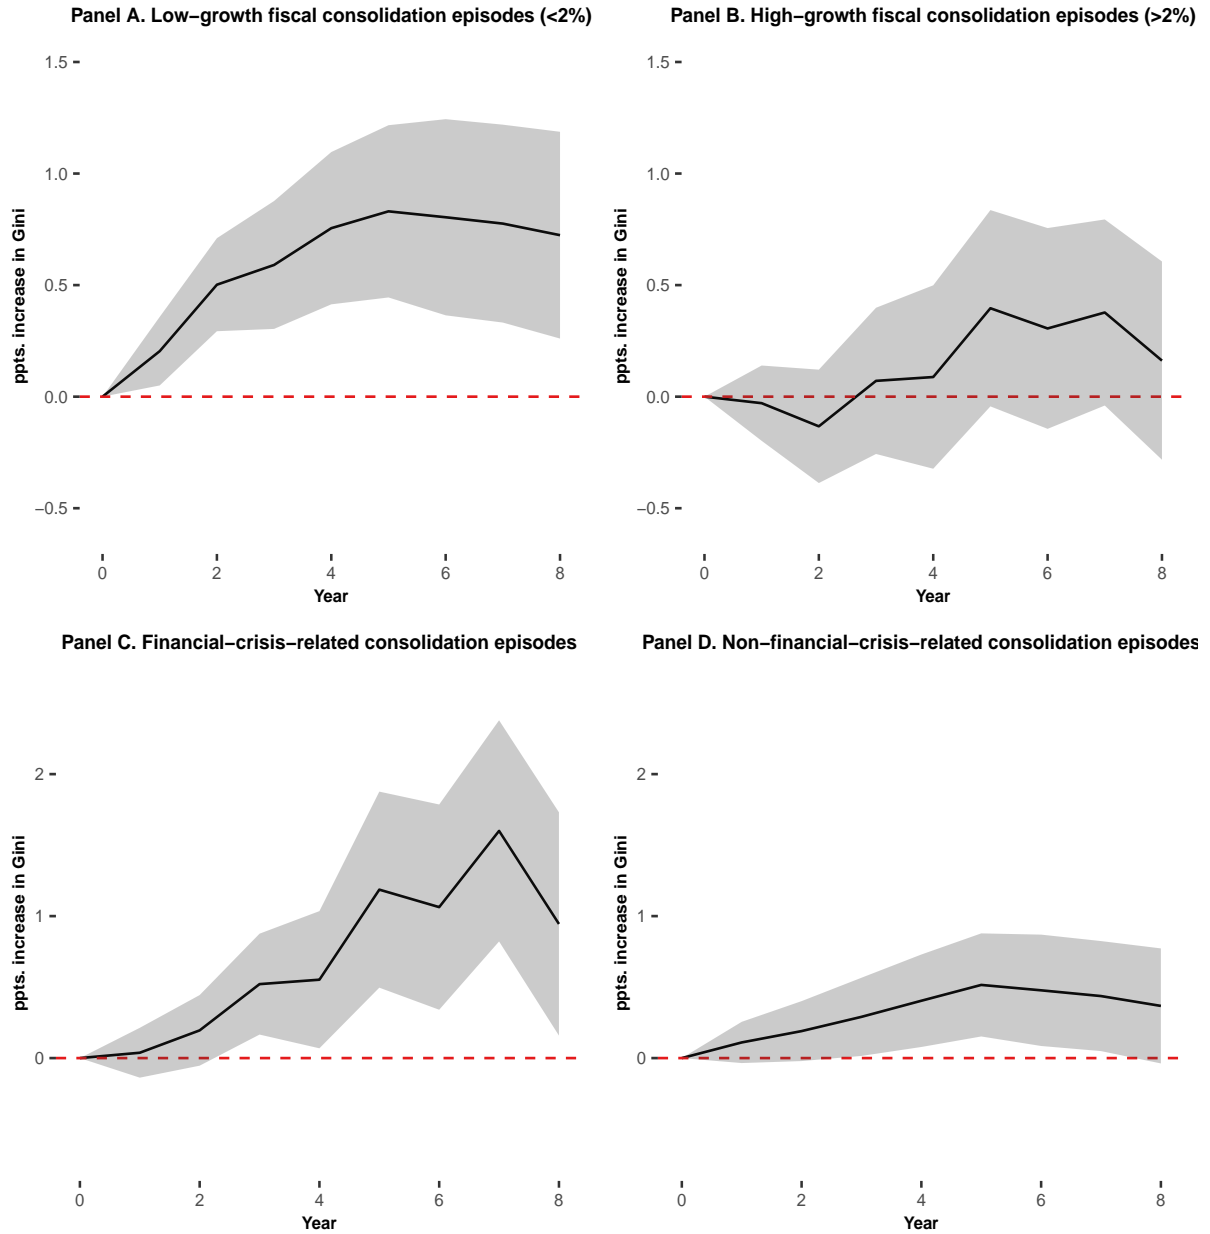 Panel A. Low–growth fiscal consolidation episodes (<2%)
1.5
1.0
0.5
0.0
–0.5
ppts. increase in Gini
0 2 4 6 8
Year
Panel B. High–growth fiscal consolidation episodes (>2%)
1.5
1.0
0.5
0.0
–0.5
ppts. increase in Gini
0 2 4 6 8
Year
Panel C. Financial–crisis–related consolidation episodes
2
1
0
ppts. increase in Gini
0 2 4 6 8
Year
Panel D. Non–financial–crisis–related consolidation episodes
2
1
0
ppts. increase in Gini
0 2 4 6 8
Year